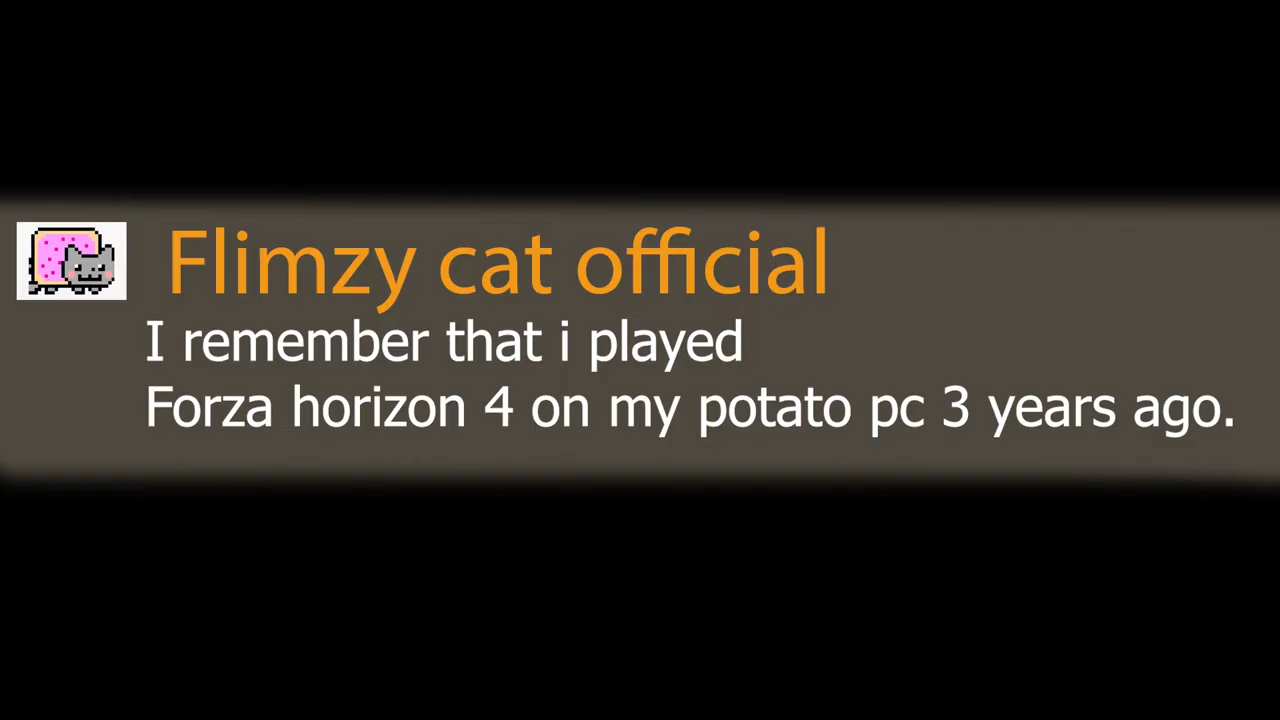 Flimzy cat official
I remember that i played
Forza horizon 4 on my potato pc 3 years ago.